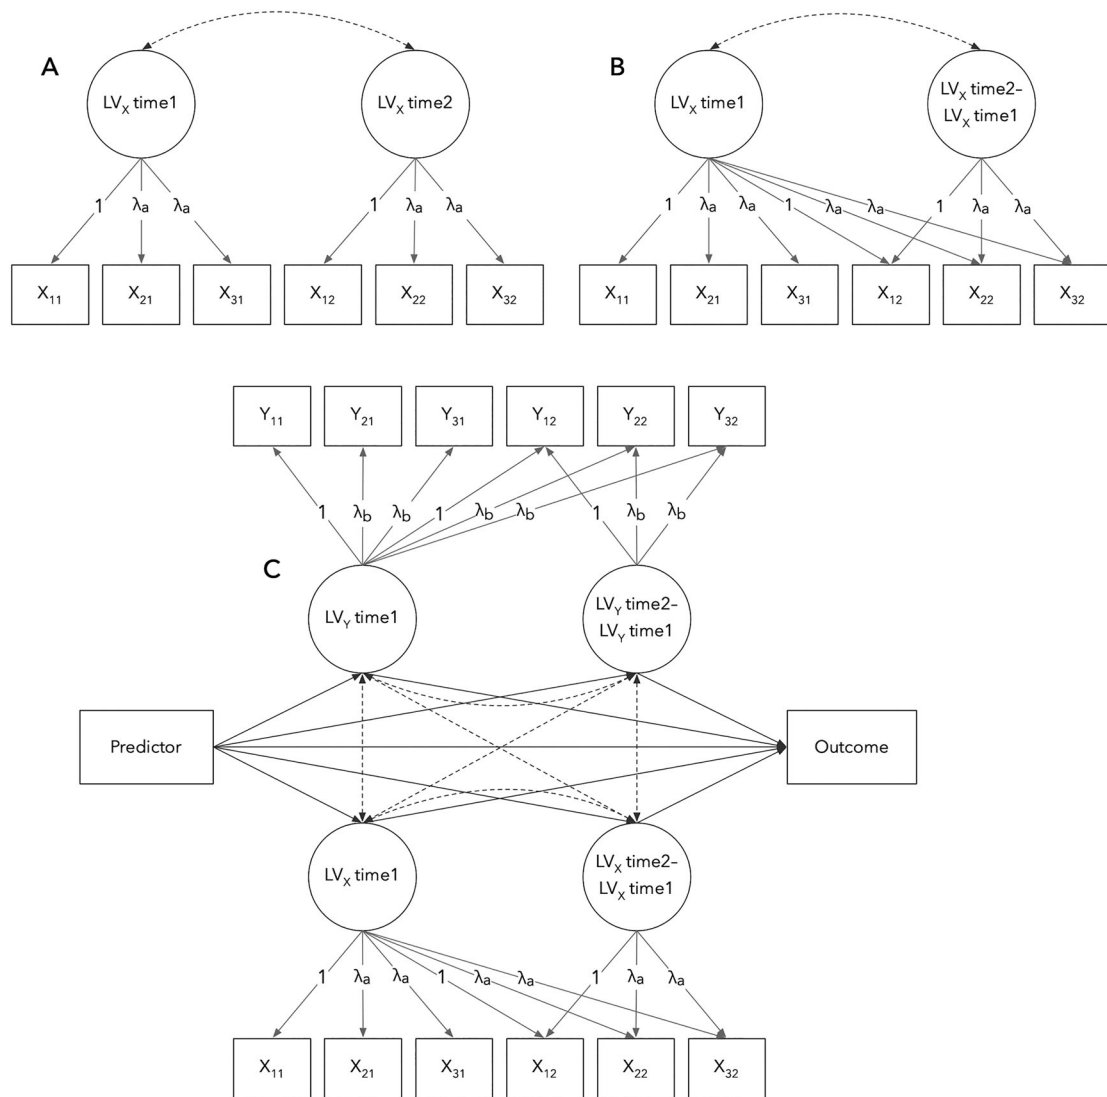 A
B
LVX time1
LVX time2
LVX time1
LVX time2–
LVX time1
1 λa λa
1 λa λa
1 λa λa 1 λa λa
1 λa λa
X11 X21 X31 X12 X22 X32
X11 X21 X31 X12 X22 X32
Y11 Y21 Y31 Y12 Y22 Y32
1 λb λb 1 λb λb
1 λb λb
C
LVY time1
LVY time2–
LVY time1
Predictor
Outcome
LVX time1
LVX time2–
LVX time1
1 λa λa 1 λa λa
1 λa λa
X11 X21 X31 X12 X22 X32